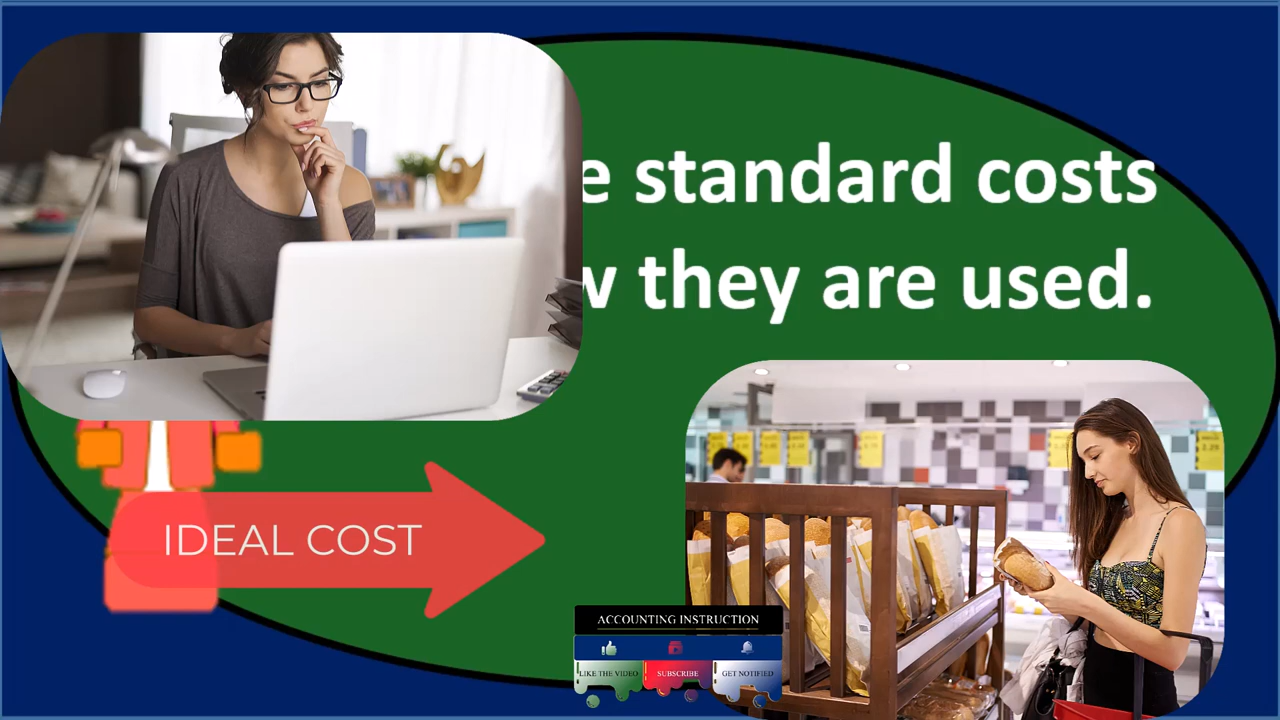 e standard costs
w they are used.
IDEAL COST
ACCOUNTING INSTRUCTION
LIKE THE VIDEO
SUBSCRIBE
GET NOTIFIED